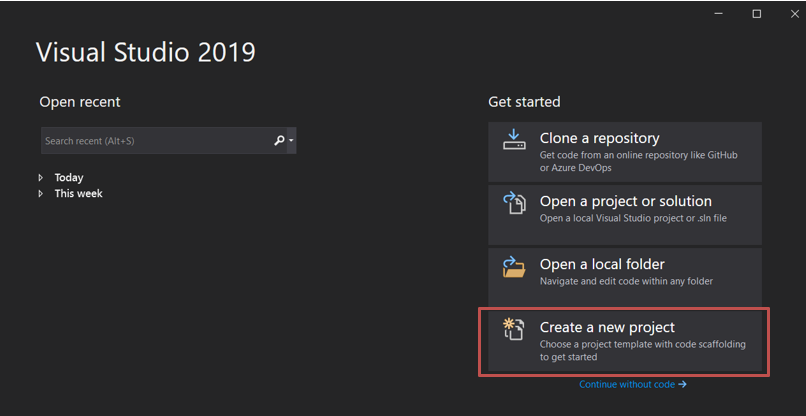 Visual Studio 2019
Open recent
Search recent (Alt+S)
Today
This week
Get started
Clone a repository
Get code from an online repository like GitHub
or Azure DevOps
Open a project or solution
Open a local Visual Studio project or .sln file
Open a local folder
Navigate and edit code within any folder
Create a new project
Choose a project template with code scaffolding
to get started
Continue without code →